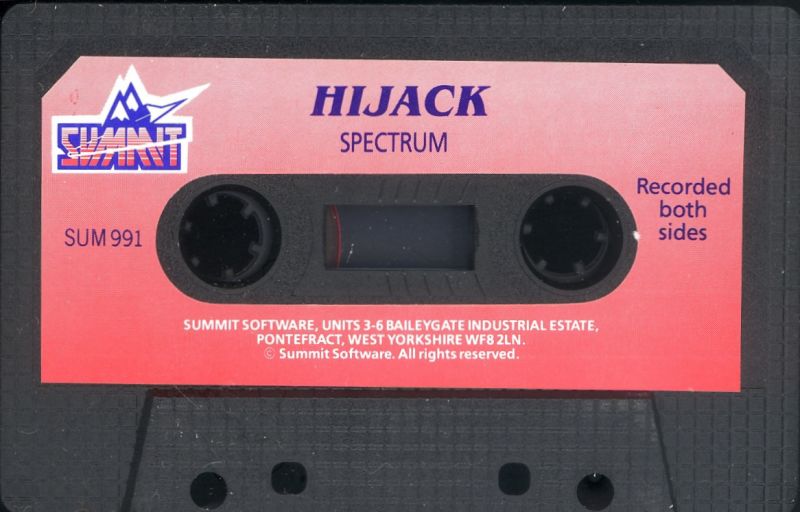 SUMMIT
HIJACK
SPECTRUM
Recorded
both
sides
SUM 991
SUMMIT SOFTWARE, UNITS 3-6 BAILEYGATE INDUSTRIAL ESTATE,
PONTEFRACT, WEST YORKSHIRE WF8 2LN.
© Summit Software. All rights reserved.